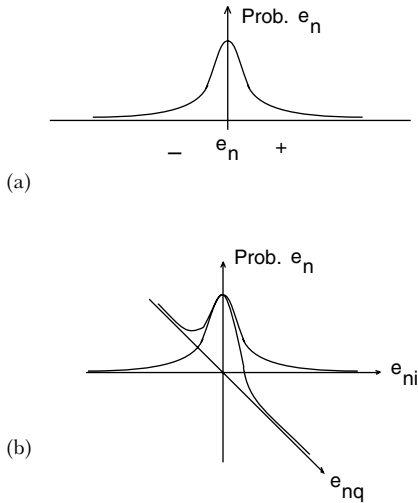 Prob. e_n
− e_n +
(a)
Prob. e_n
e_ni
(b)
e_nq